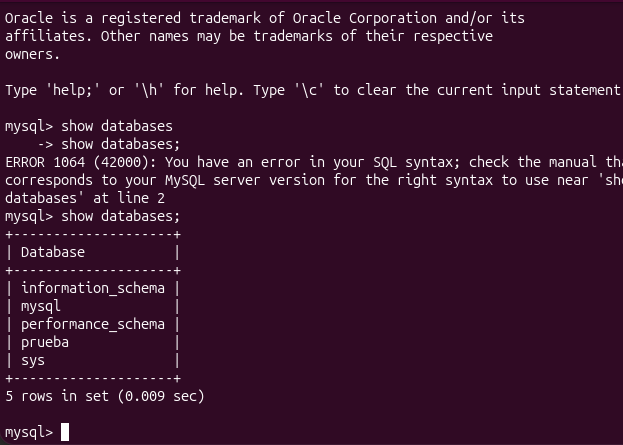 Oracle is a registered trademark of Oracle Corporation and/or its
affiliates. Other names may be trademarks of their respective
owners.
Type 'help;' or '\h' for help. Type '\c' to clear the current input statement
mysql> show databases
    -> show databases;
ERROR 1064 (42000): You have an error in your SQL syntax; check the manual tha
corresponds to your MySQL server version for the right syntax to use near 'sho
databases' at line 2
mysql> show databases;
+--------------------+
| Database           |
+--------------------+
| information_schema |
| mysql              |
| performance_schema |
| prueba             |
| sys                |
+--------------------+
5 rows in set (0.009 sec)
mysql>